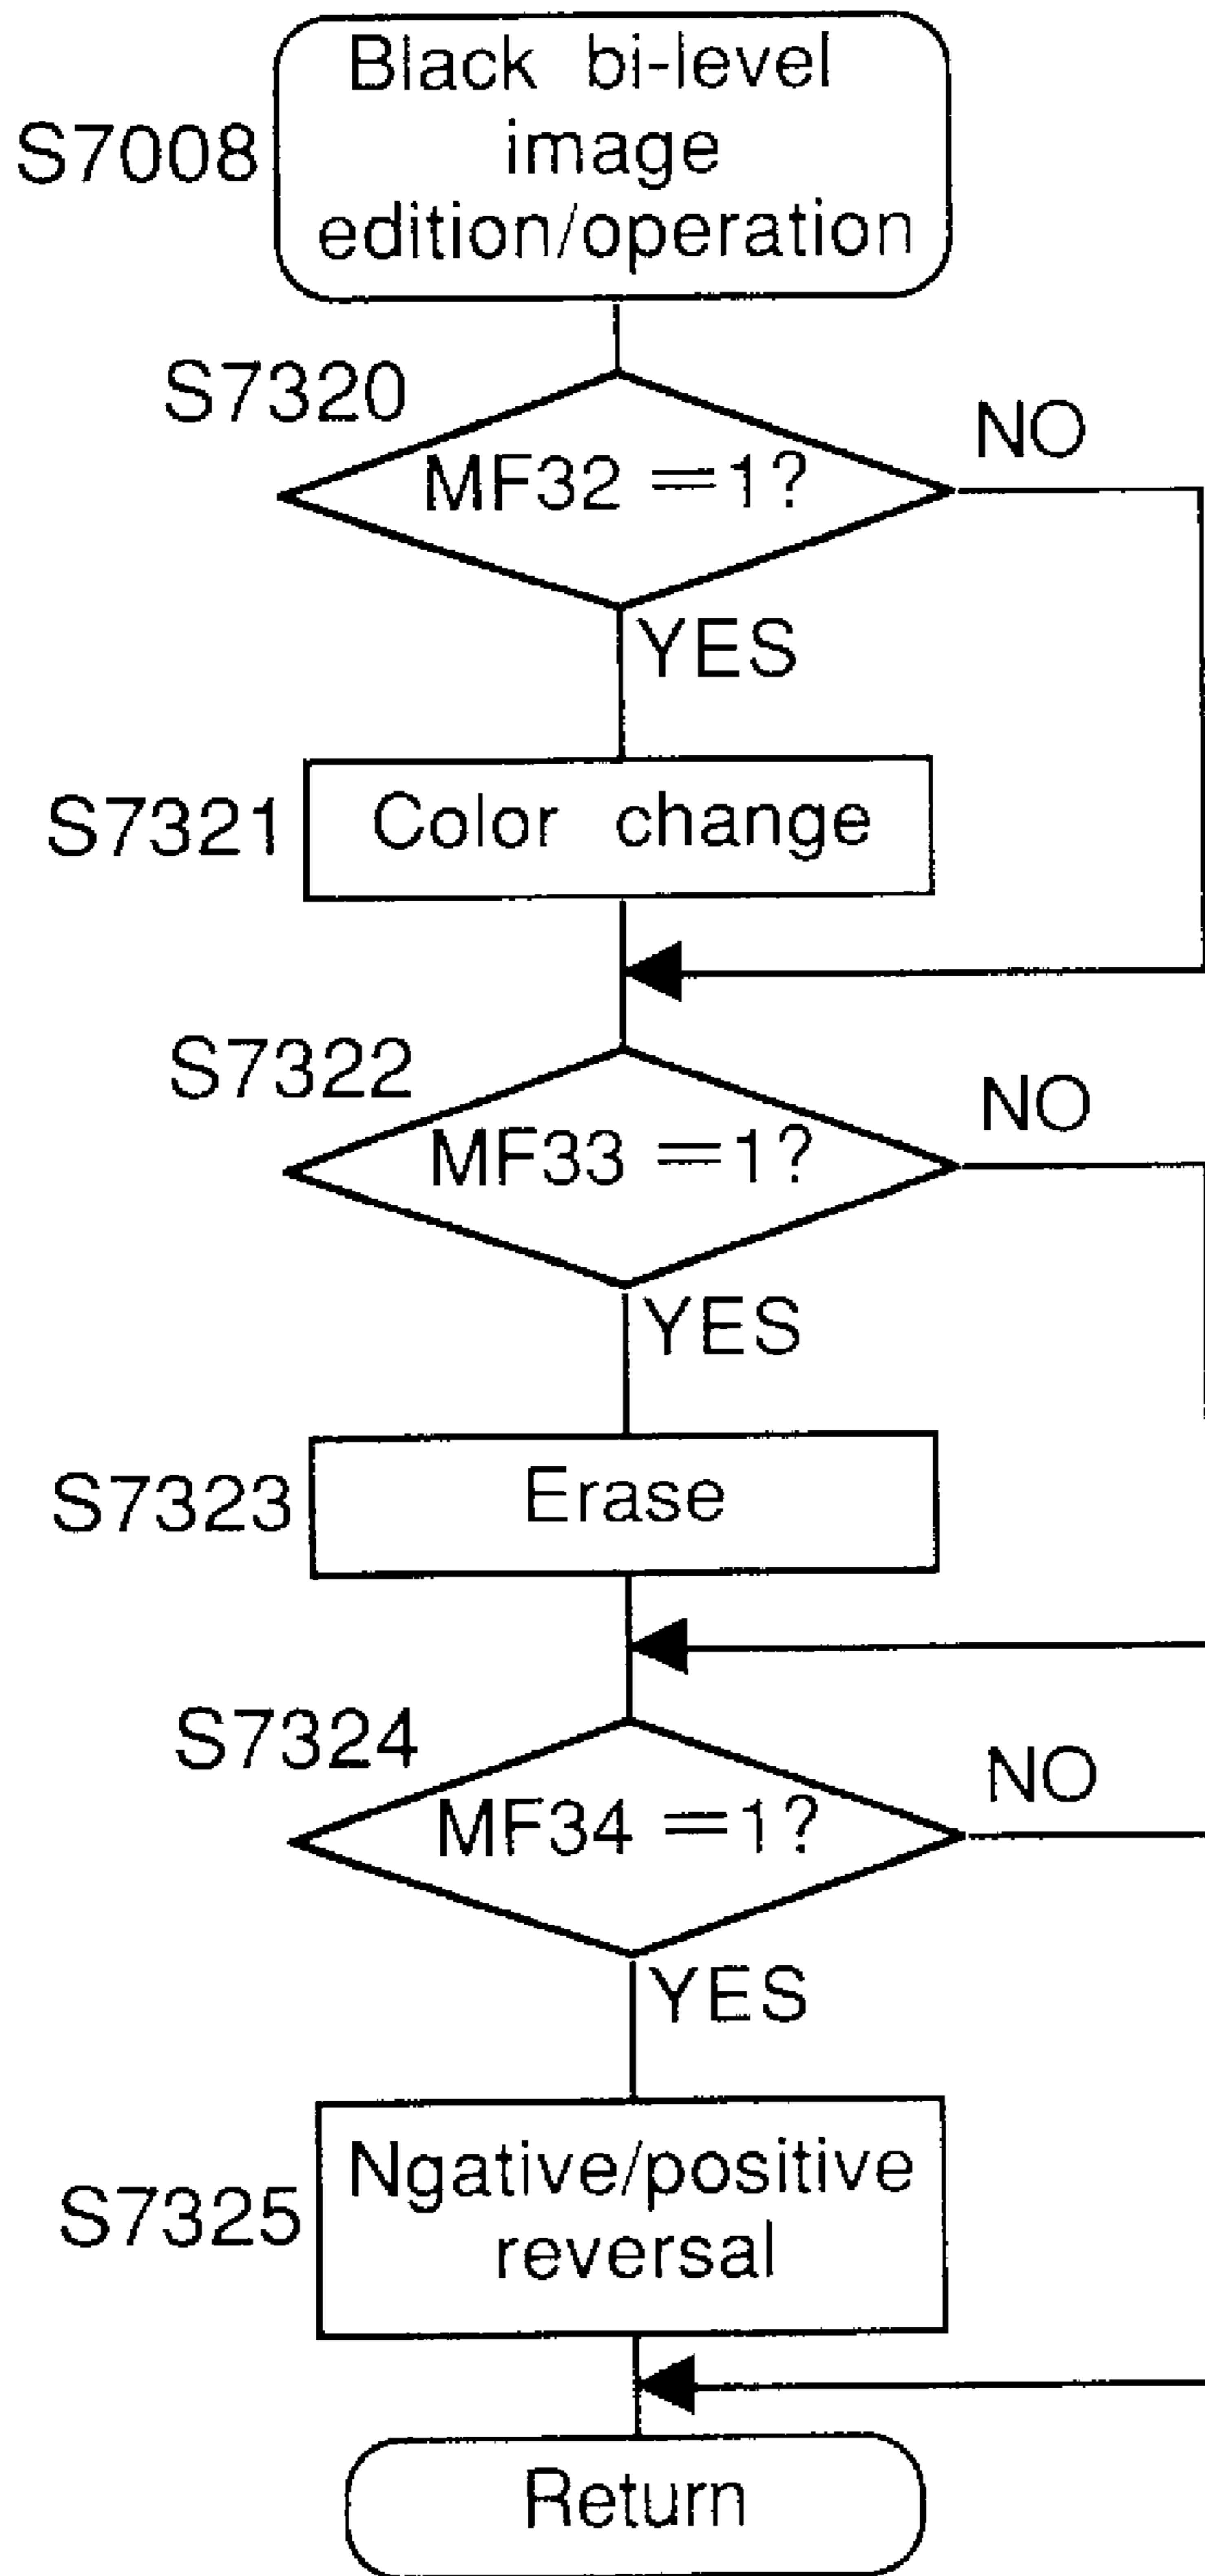 Black bi-level
image
edition/operation
S7008
S7320
MF32 =1?
NO
YES
S7321
Color change
S7322
MF33 =1?
NO
YES
S7323
Erase
S7324
MF34 =1?
NO
YES
S7325
Ngative/positive
reversal
Return